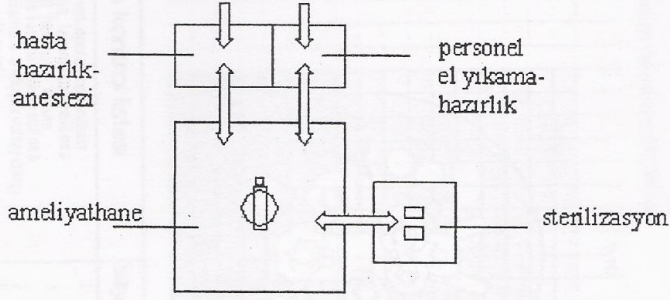 hasta
hazırlık-
anestezi
personel
el yıkama-
hazırlık
ameliyathane
sterilizasyon